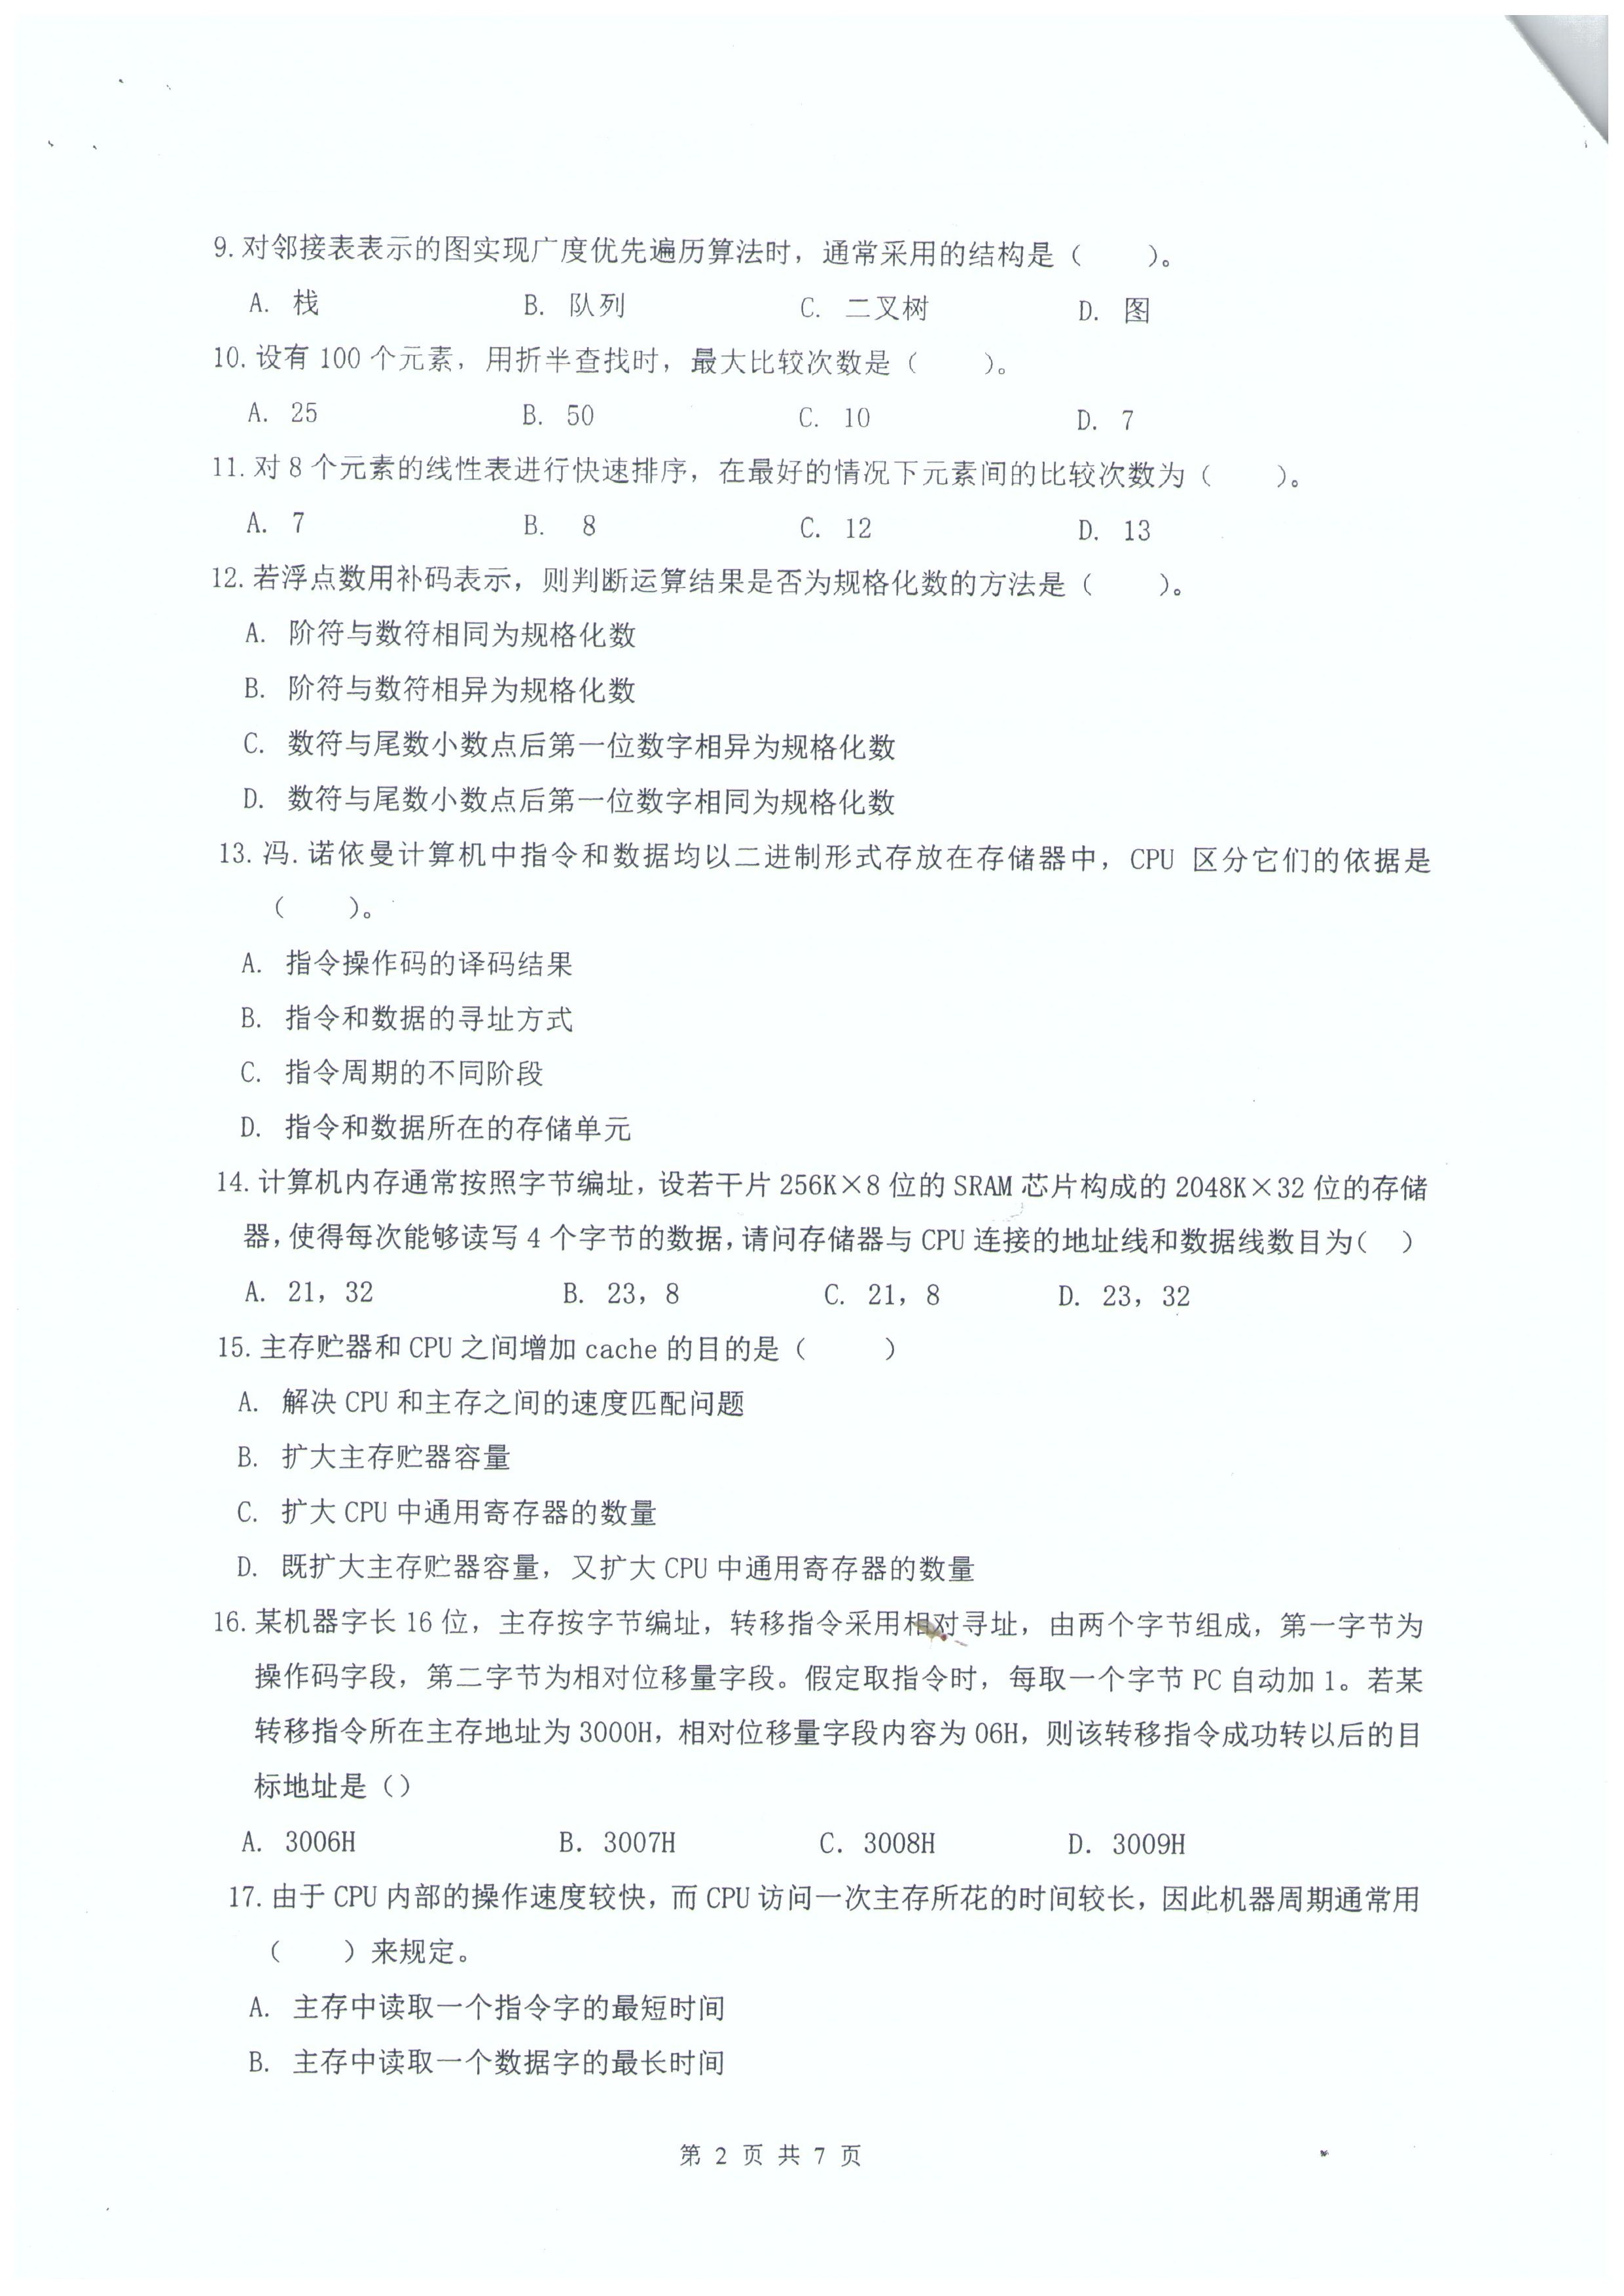 9.对邻接表表示的图实现广度优先遍历算法时，通常采用的结构是（　　）。
A. 栈　　B. 队列　　C. 二叉树　　D. 图
10.设有 100 个元素，用折半查找时，最大比较次数是（　　）。
A. 25　　B. 50　　C. 10　　D. 7
11.对 8 个元素的线性表进行快速排序，在最好的情况下元素间的比较次数为（　　）。
A. 7　　B. 8　　C. 12　　D. 13
12.若浮点数用补码表示，则判断运算结果是否为规格化数的方法是（　　）。
A. 阶符与数符相同为规格化数
B. 阶符与数符相异为规格化数
C. 数符与尾数小数点后第一位数字相异为规格化数
D. 数符与尾数小数点后第一位数字相同为规格化数
13.冯.诺依曼计算机中指令和数据均以二进制形式存放在存储器中，CPU 区分它们的依据是
（　　）。
A. 指令操作码的译码结果
B. 指令和数据的寻址方式
C. 指令周期的不同阶段
D. 指令和数据所在的存储单元
14.计算机内存通常按照字节编址，设若干片 256K×8 位的 SRAM 芯片构成的 2048K×32 位的存储
器，使得每次能够读写 4 个字节的数据，请问存储器与 CPU 连接的地址线和数据线数目为（　）
A. 21，32　　B. 23，8　　C. 21，8　　D. 23，32
15.主存贮器和 CPU 之间增加 cache 的目的是（　　）
A. 解决 CPU 和主存之间的速度匹配问题
B. 扩大主存贮器容量
C. 扩大 CPU 中通用寄存器的数量
D. 既扩大主存贮器容量，又扩大 CPU 中通用寄存器的数量
16.某机器字长 16 位，主存按字节编址，转移指令采用相对寻址，由两个字节组成，第一字节为
操作码字段，第二字节为相对位移量字段。假定取指令时，每取一个字节 PC 自动加 1。若某
转移指令所在主存地址为 3000H，相对位移量字段内容为 06H，则该转移指令成功转以后的目
标地址是（）
A. 3006H　　B. 3007H　　C. 3008H　　D. 3009H
17.由于 CPU 内部的操作速度较快，而 CPU 访问一次主存所花的时间较长，因此机器周期通常用
（　　）来规定。
A. 主存中读取一个指令字的最短时间
B. 主存中读取一个数据字的最长时间
第 2 页 共 7 页